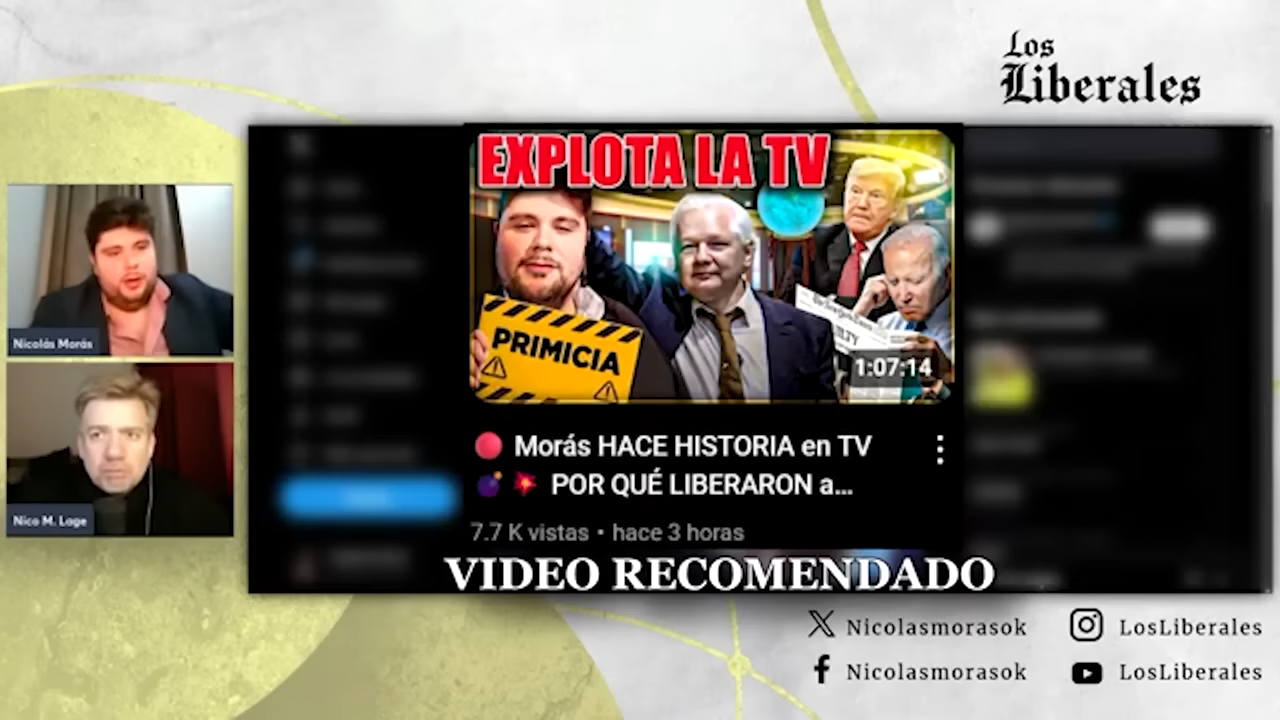 Los
Liberales
EXPLOTA LA TV
PRIMICIA
1:07:14
Morás HACE HISTORIA en TV
POR QUÉ LIBERARON a...
7.7 K vistas • hace 3 horas
VIDEO RECOMENDADO
Nicolás Morás
Nico M. Lage
Nicolasmorasok
LosLiberales
Nicolasmorasok
LosLiberales